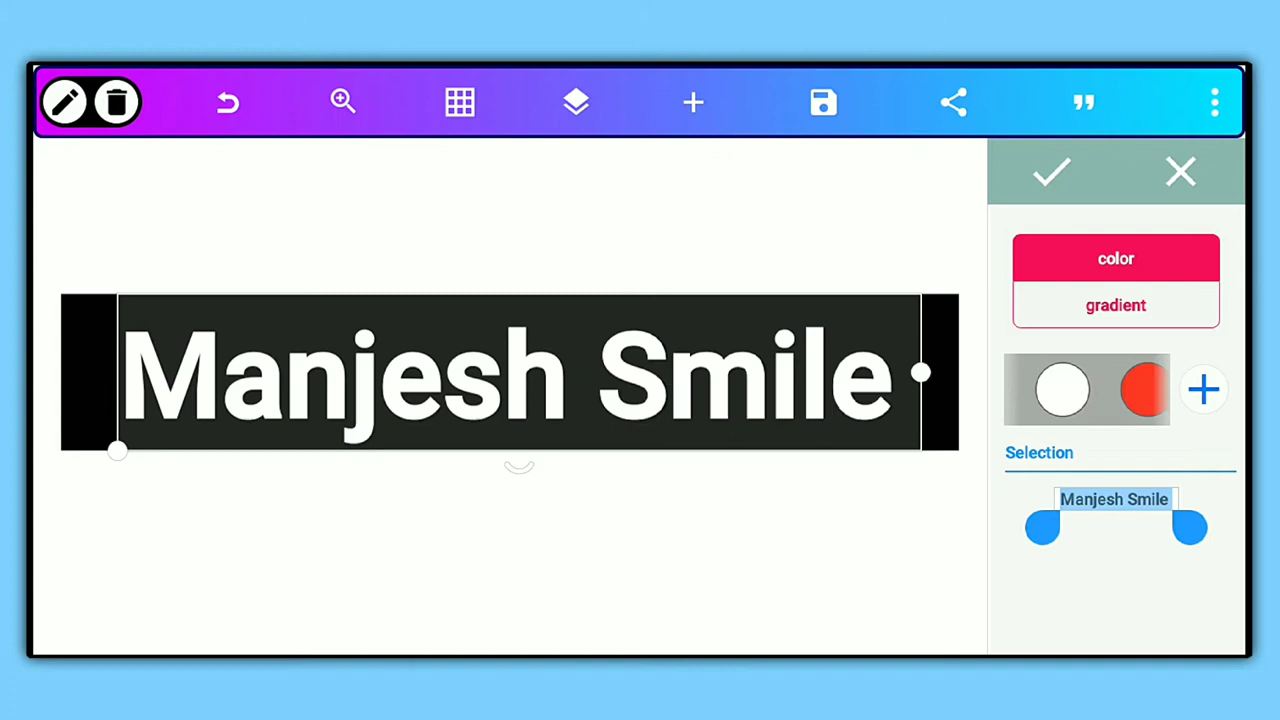 color
gradient
Manjesh Smile
Selection
Manjesh Smile